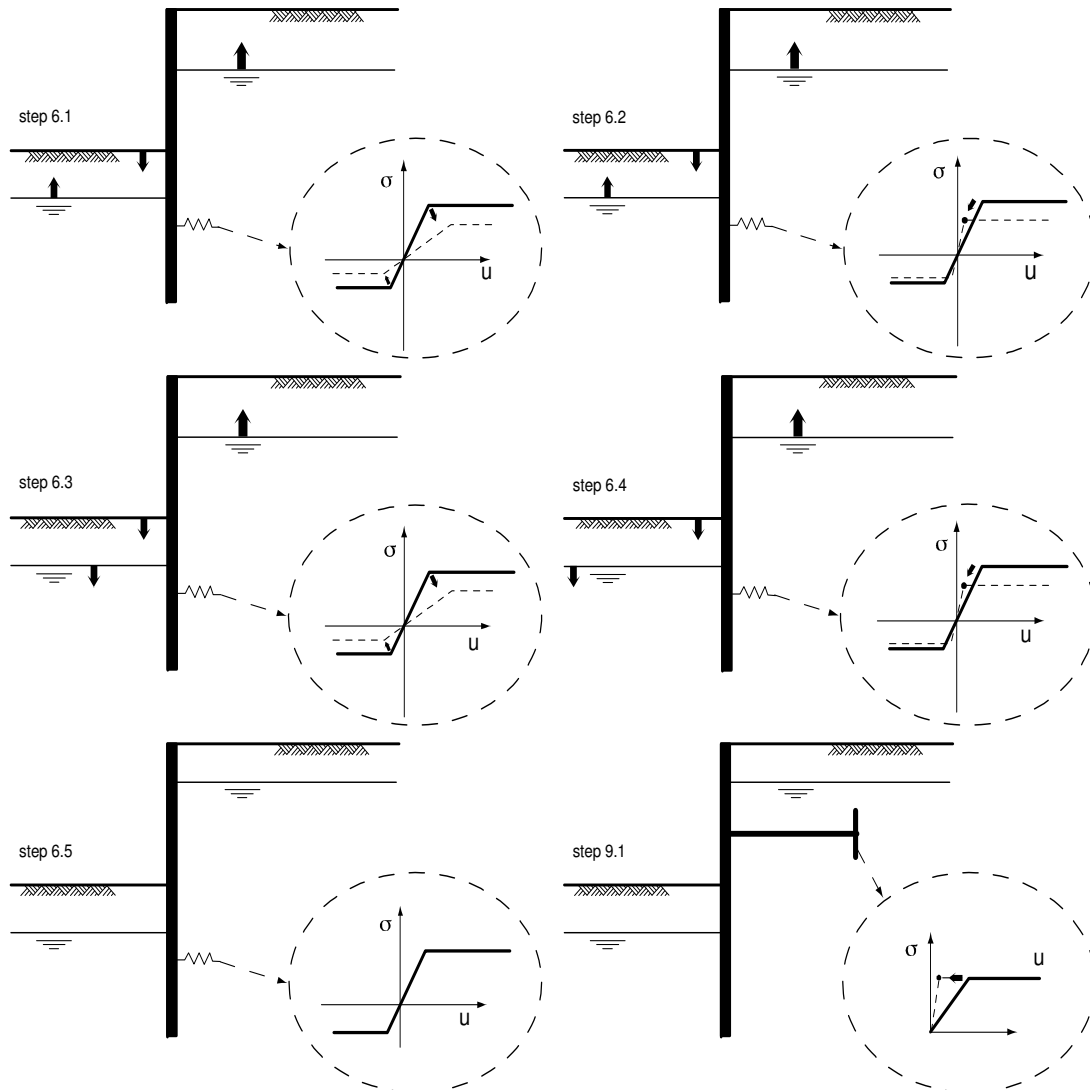 step 6.1
σ
u
step 6.2
σ
u
step 6.3
σ
u
step 6.4
σ
u
step 6.5
σ
u
step 9.1
σ
u